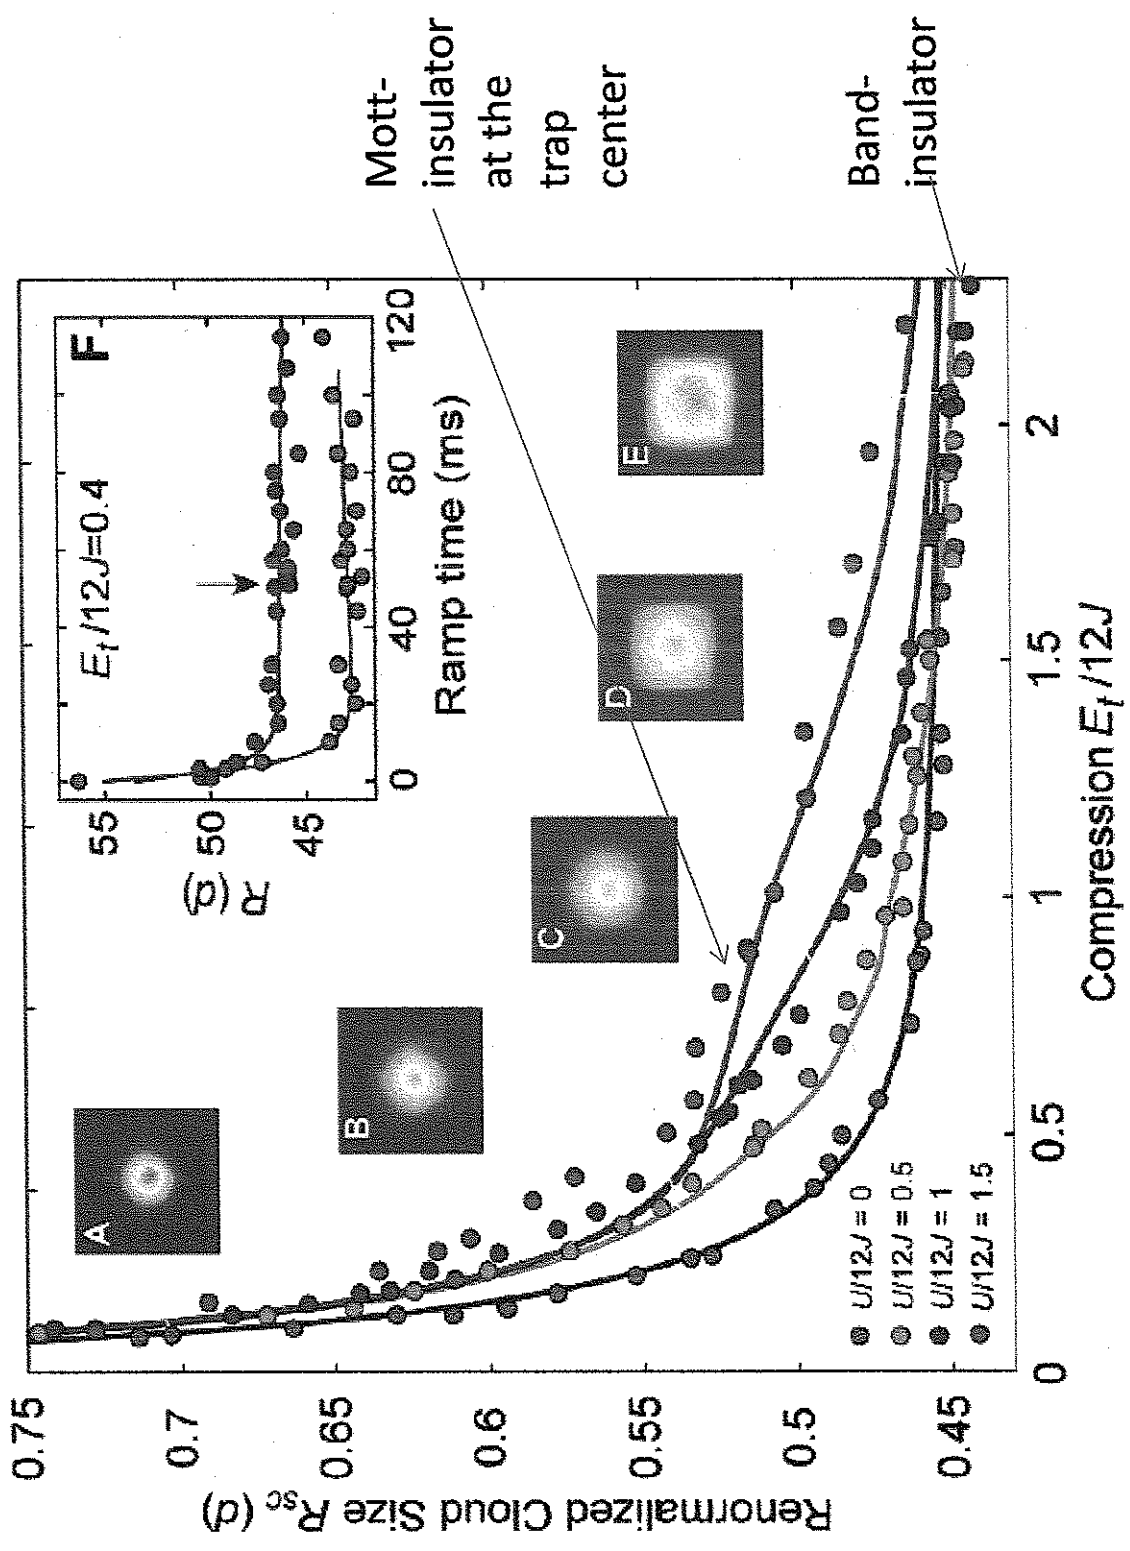 Renormalized Cloud Size R_sc (d)
0.75
0.7
0.65
0.6
0.55
0.5
0.45
0
0.5
1
1.5
2
Compression E_t /12J
A
B
C
D
E
F
E_t /12J=0.4
R (d)
55
50
45
0
40
80
120
Ramp time (ms)
U/12J = 0
U/12J = 0.5
U/12J = 1
U/12J = 1.5
Mott-
insulator
at the
trap
center
Band-
insulator